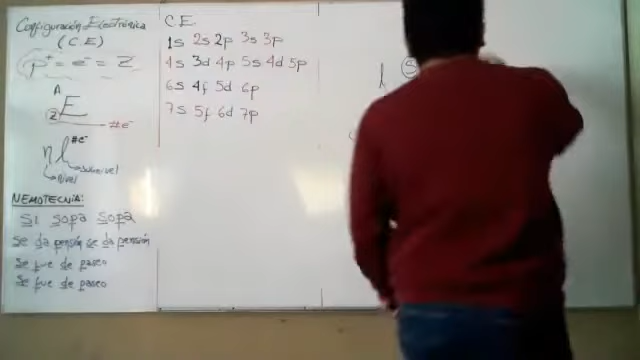 Configuración Electrónica
(C.E)
p+ = e- = Z
A
E
Z #e-
nl #e-
subnivel
nivel
NEMOTECNIA:
Si sopa sopa
Se da pensión se da pensión
Se fue de paseo
Se fue de paseo
C.E
1s 2s 2p 3s 3p
4s 3d 4p 5s 4d 5p
6s 4f 5d 6p
7s 5f 6d 7p
l S